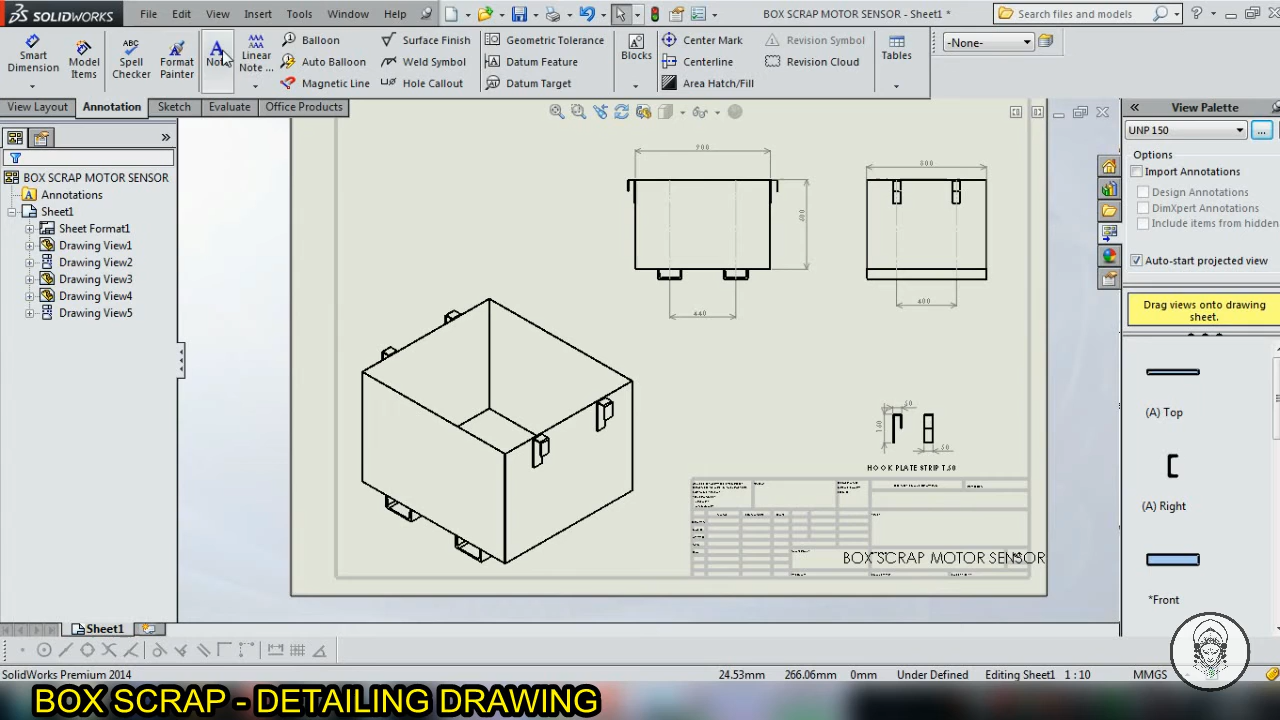 SOLIDWORKS
File Edit View Insert Tools Window Help
BOX SCRAP MOTOR SENSOR - Sheet1 *
Search files and models
Smart Dimension
Model Items
Spell Checker
Format Painter
Linear Note ...
Balloon
Auto Balloon
Magnetic Line
Surface Finish
Weld Symbol
Hole Callout
Geometric Tolerance
Datum Feature
Datum Target
Blocks
Center Mark
Centerline
Area Hatch/Fill
Revision Symbol
Revision Cloud
Tables
-None-
View Layout Annotation Sketch Evaluate Office Products
BOX SCRAP MOTOR SENSOR
Annotations
Sheet1
Sheet Format1
Drawing View1
Drawing View2
Drawing View3
Drawing View4
Drawing View5
440
400
50
140
50
HOOK PLATE STRIP T.50
BOX SCRAP MOTOR SENSOR
View Palette
UNP 150
...
Options
Import Annotations
Design Annotations
DimXpert Annotations
Include items from hidden
Auto-start projected view
Drag views onto drawing
sheet.
(A) Top
(A) Right
*Front
Sheet1
SolidWorks Premium 2014
24.53mm 266.06mm 0mm Under Defined Editing Sheet1 1 : 10 MMGS
BOX SCRAP - DETAILING DRAWING